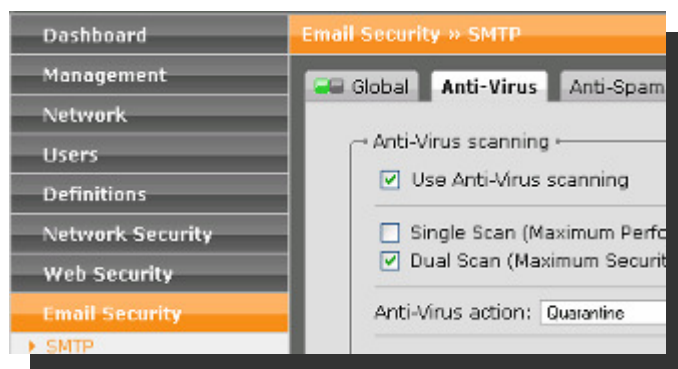 Dashboard
Management
Network
Users
Definitions
Network Security
Web Security
Email Security
SMTP
Email Security » SMTP
Global
Anti-Virus
Anti-Spam
Anti-Virus scanning
Use Anti-Virus scanning
Single Scan (Maximum Perfo
Dual Scan (Maximum Securit
Anti-Virus action: Quarantine